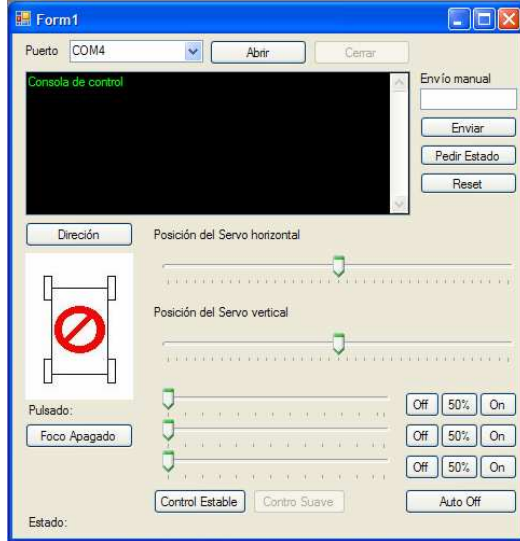 Form1
Puerto COM4 Abrir Cerrar
Consola de control
Envío manual
Enviar
Pedir Estado
Reset
Direción
Posición del Servo horizontal
Posición del Servo vertical
Pulsado:
Foco Apagado
Off 50% On
Off 50% On
Off 50% On
Control Estable Contro Suave Auto Off
Estado: